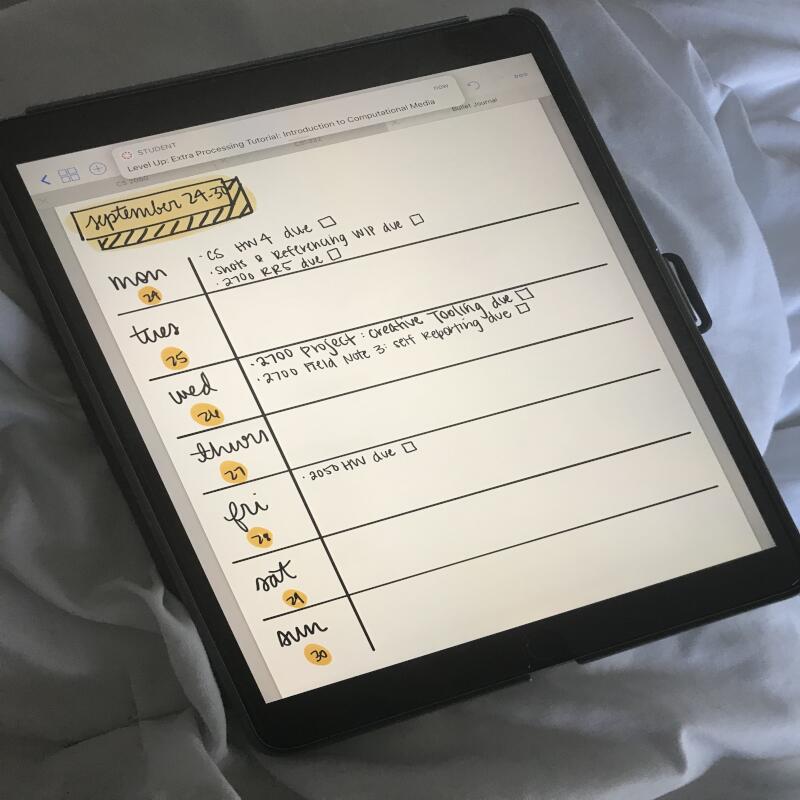 now
STUDENT
Level Up: Extra Processing Tutorial: Introduction to Computational Media
Bullet Journal
CS 2050
september 24-30
mon
24
· CS HW4 due
· Shots & Referencing WIP due
· 2700 RR5 due
tues
25
wed
26
· 2700 Project: Creative Tooling due
· 2700 Field Note 3: Self Reporting due
thurs
27
fri
28
· 2050 HW due
sat
29
sun
30